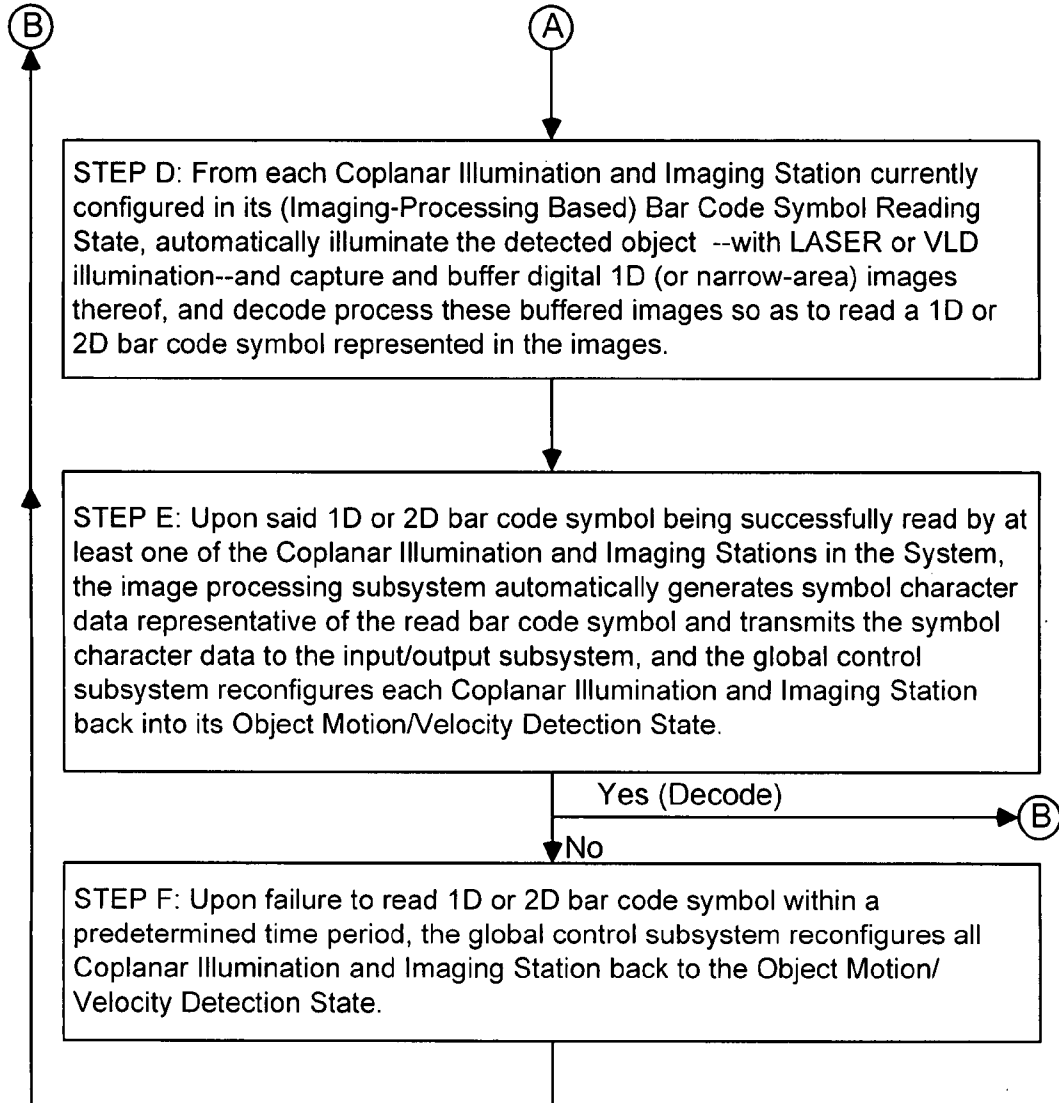 B
A
STEP D: From each Coplanar Illumination and Imaging Station currently
configured in its (Imaging-Processing Based) Bar Code Symbol Reading
State, automatically illuminate the detected object --with LASER or VLD
illumination--and capture and buffer digital 1D (or narrow-area) images
thereof, and decode process these buffered images so as to read a 1D or
2D bar code symbol represented in the images.
STEP E: Upon said 1D or 2D bar code symbol being successfully read by at
least one of the Coplanar Illumination and Imaging Stations in the System,
the image processing subsystem automatically generates symbol character
data representative of the read bar code symbol and transmits the symbol
character data to the input/output subsystem, and the global control
subsystem reconfigures each Coplanar Illumination and Imaging Station
back into its Object Motion/Velocity Detection State.
Yes (Decode)
B
No
STEP F: Upon failure to read 1D or 2D bar code symbol within a
predetermined time period, the global control subsystem reconfigures all
Coplanar Illumination and Imaging Station back to the Object Motion/
Velocity Detection State.